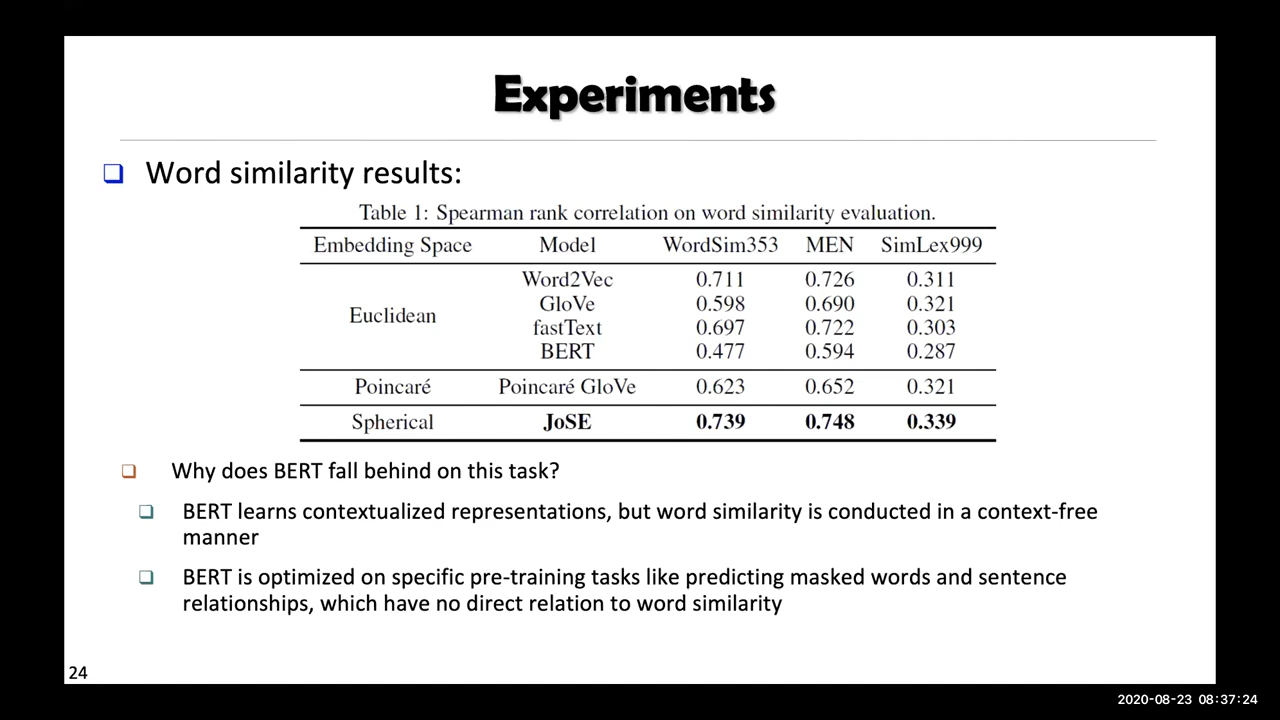 Experiments
Word similarity results:
Table 1: Spearman rank correlation on word similarity evaluation.
Embedding Space Model WordSim353 MEN SimLex999
Euclidean
Word2Vec 0.711 0.726 0.311
GloVe 0.598 0.690 0.321
fastText 0.697 0.722 0.303
BERT 0.477 0.594 0.287
Poincaré Poincaré GloVe 0.623 0.652 0.321
Spherical JoSE 0.739 0.748 0.339
Why does BERT fall behind on this task?
BERT learns contextualized representations, but word similarity is conducted in a context-free
manner
BERT is optimized on specific pre-training tasks like predicting masked words and sentence
relationships, which have no direct relation to word similarity
24
2020-08-23 08:37:24